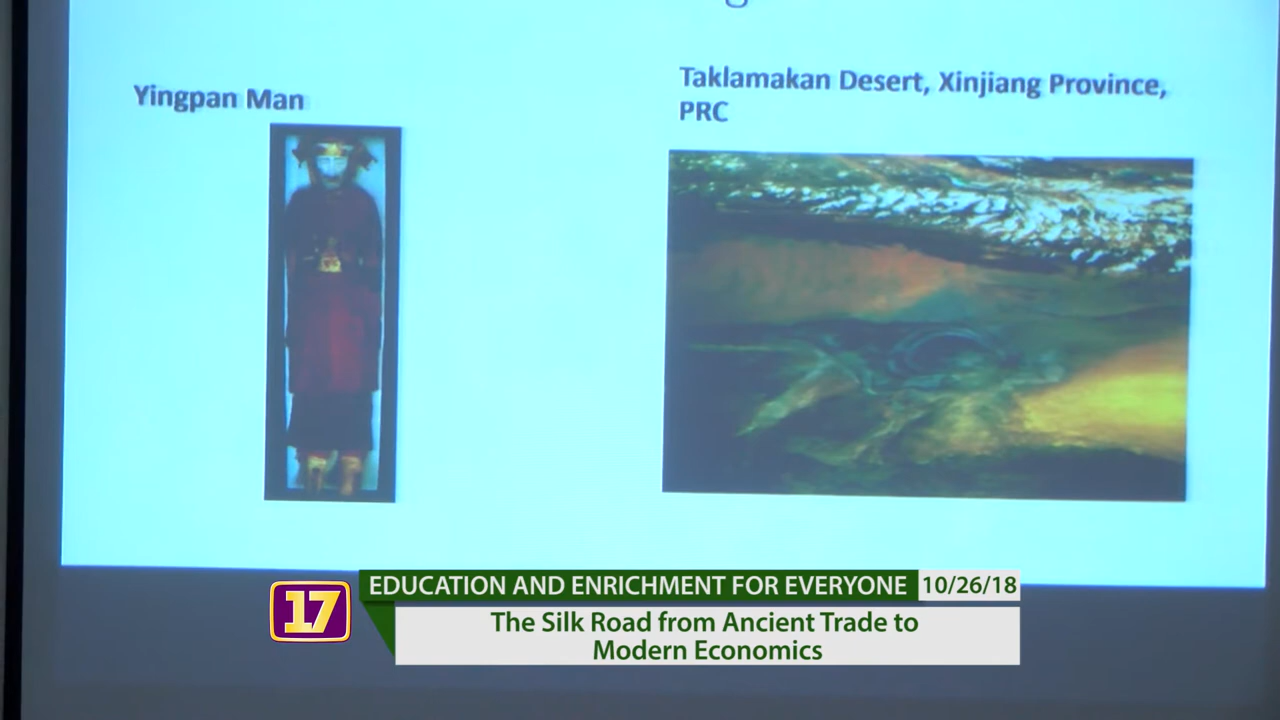 Yingpan Man
Taklamakan Desert, Xinjiang Province,
PRC
17
EDUCATION AND ENRICHMENT FOR EVERYONE 10/26/18
The Silk Road from Ancient Trade to
Modern Economics